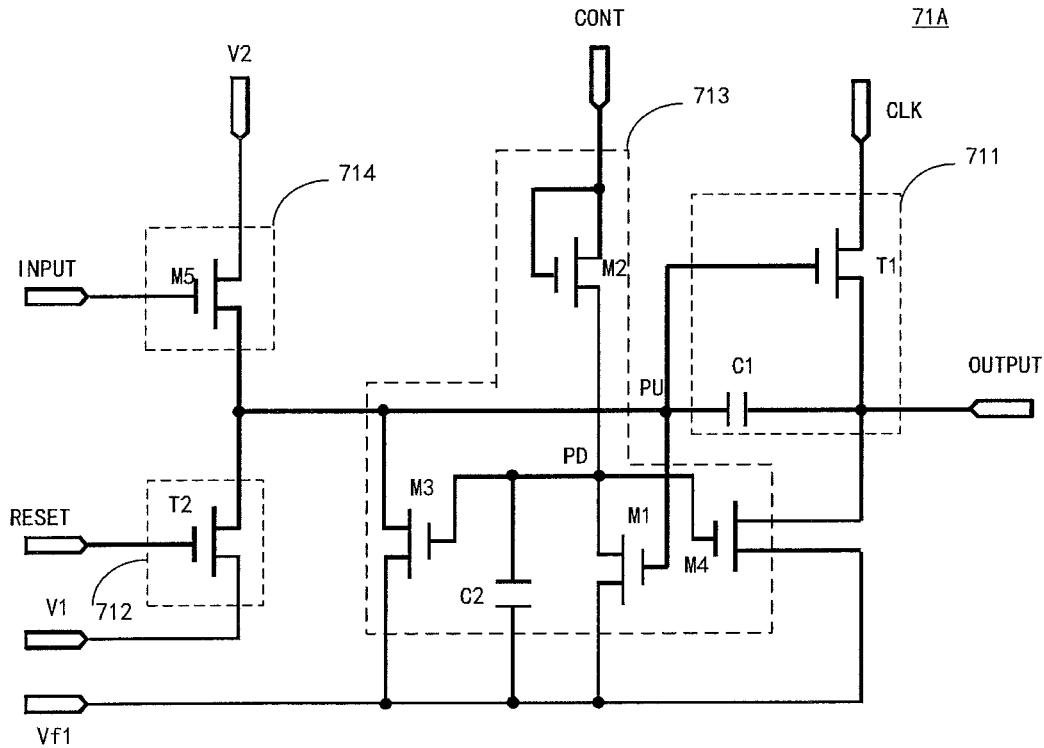 CONT
71A
V2
713
CLK
714
711
INPUT
M5
M2
T1
C1
OUTPUT
PU
PD
M3
T2
M1
RESET
M4
C2
V1
712
Vf1